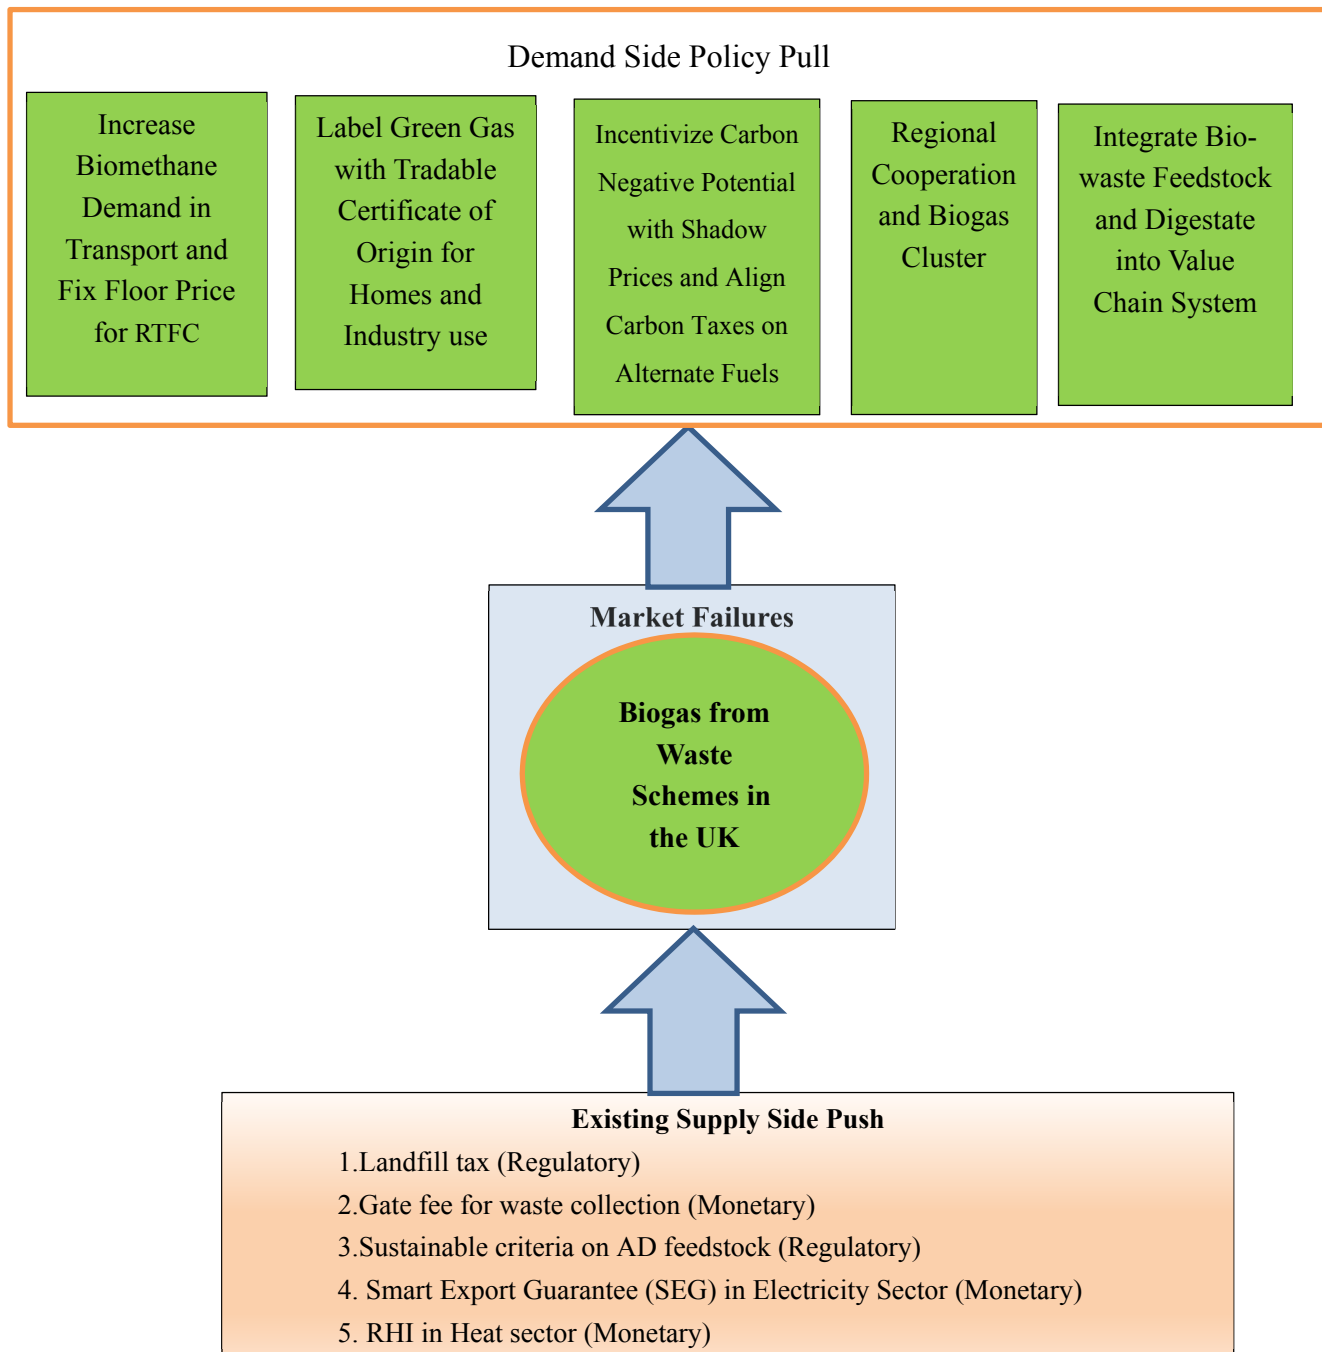 Demand Side Policy Pull
Increase
Biomethane
Demand in
Transport and
Fix Floor Price
for RTFC
Label Green Gas
with Tradable
Certificate of
Origin for
Homes and
Industry use
Incentivize Carbon
Negative Potential
with Shadow
Prices and Align
Carbon Taxes on
Alternate Fuels
Regional
Cooperation
and Biogas
Cluster
Integrate Bio-
waste Feedstock
and Digestate
into Value
Chain System
Market Failures
Biogas from
Waste
Schemes in
the UK
Existing Supply Side Push
1.Landfill tax (Regulatory)
2.Gate fee for waste collection (Monetary)
3.Sustainable criteria on AD feedstock (Regulatory)
4. Smart Export Guarantee (SEG) in Electricity Sector (Monetary)
5. RHI in Heat sector (Monetary)